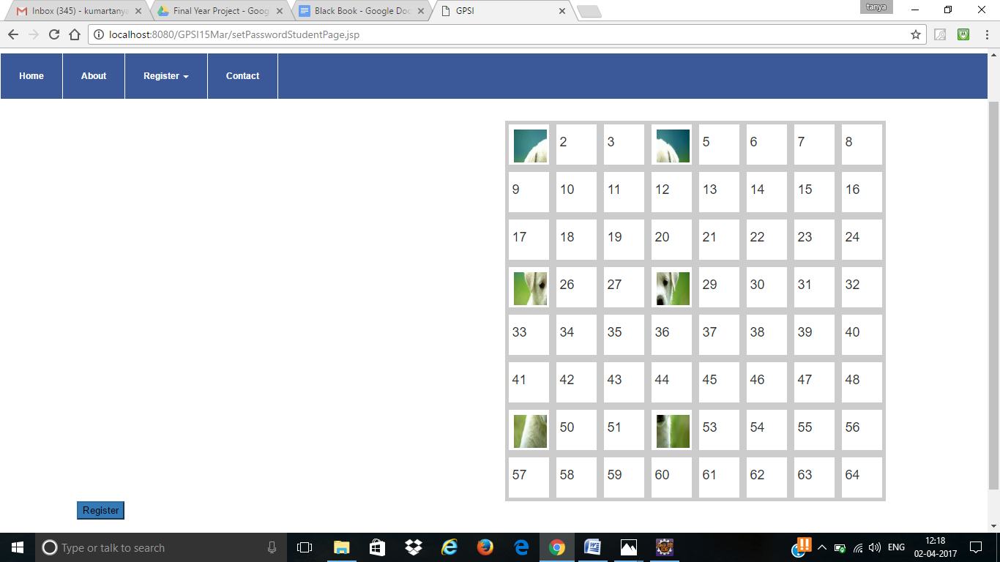 Inbox (345) - kumartanya
Final Year Project - Goog
Black Book - Google Doc
GPSI
tanya
localhost:8080/GPSI15Mar/setPasswordStudentPage.jsp
Home About Register Contact
2 3 5 6 7 8
9 10 11 12 13 14 15 16
17 18 19 20 21 22 23 24
26 27 29 30 31 32
33 34 35 36 37 38 39 40
41 42 43 44 45 46 47 48
50 51 53 54 55 56
57 58 59 60 61 62 63 64
Register
Type or talk to search
ENG
12:18
02-04-2017